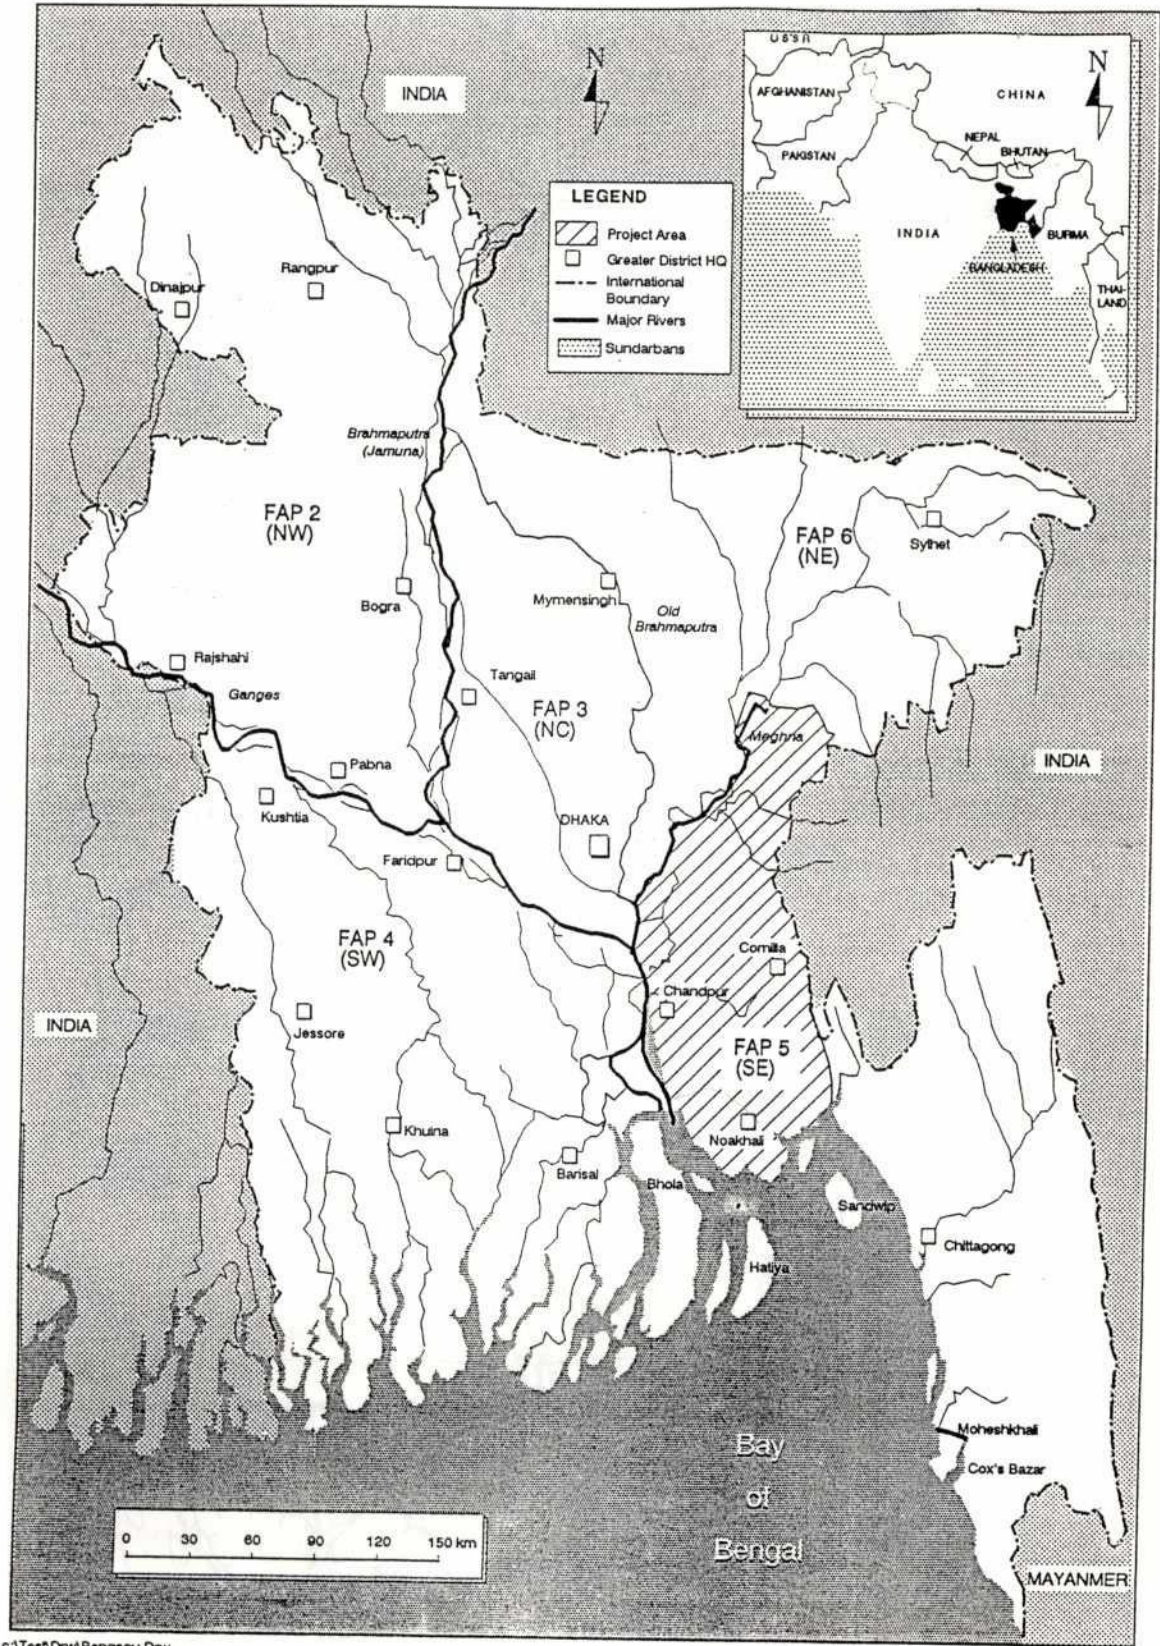 INDIA
N
LEGEND
Project Area
Greater District HQ
International
Boundary
Major Rivers
Sundarbans
N
AFGHANISTAN
CHINA
NEPAL
BHUTAN
PAKISTAN
INDIA
BURMA
BANGLADESH
THAI-
LAND
Rangpur
Dinajpur
Brahmaputra
(Jamuna)
FAP 2
(NW)
FAP 6
(NE)
Sylhet
Bogra
Mymensingh
Old
Brahmaputra
Rajshahi
Ganges
Tangail
FAP 3
(NC)
Meghna
INDIA
Pabna
Kushtia
DHAKA
Faridpur
FAP 4
(SW)
Comilla
Chandpur
INDIA
Jessore
FAP 5
(SE)
Khulna
Noakhali
Barisal
Bhola
Sandwip
Chittagong
Hatiya
Moheshkhali
Cox's Bazar
Bay
of
Bengal
0 30 60 90 120 150 km
MAYANMER